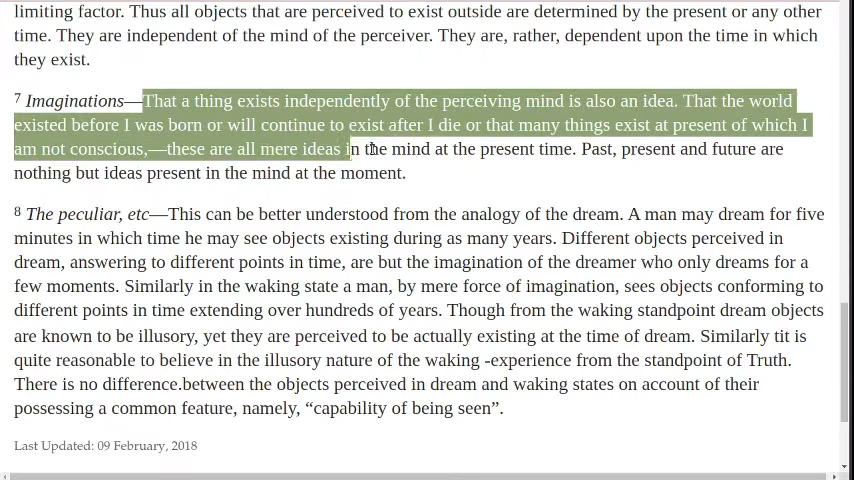 limiting factor. Thus all objects that are perceived to exist outside are determined by the present or any other
time. They are independent of the mind of the perceiver. They are, rather, dependent upon the time in which
they exist.
7 Imaginations—That a thing exists independently of the perceiving mind is also an idea. That the world
existed before I was born or will continue to exist after I die or that many things exist at present of which I
am not conscious,—these are all mere ideas in the mind at the present time. Past, present and future are
nothing but ideas present in the mind at the moment.
8 The peculiar, etc—This can be better understood from the analogy of the dream. A man may dream for five
minutes in which time he may see objects existing during as many years. Different objects perceived in
dream, answering to different points in time, are but the imagination of the dreamer who only dreams for a
few moments. Similarly in the waking state a man, by mere force of imagination, sees objects conforming to
different points in time extending over hundreds of years. Though from the waking standpoint dream objects
are known to be illusory, yet they are perceived to be actually existing at the time of dream. Similarly tit is
quite reasonable to believe in the illusory nature of the waking -experience from the standpoint of Truth.
There is no difference.between the objects perceived in dream and waking states on account of their
possessing a common feature, namely, “capability of being seen”.
Last Updated: 09 February, 2018